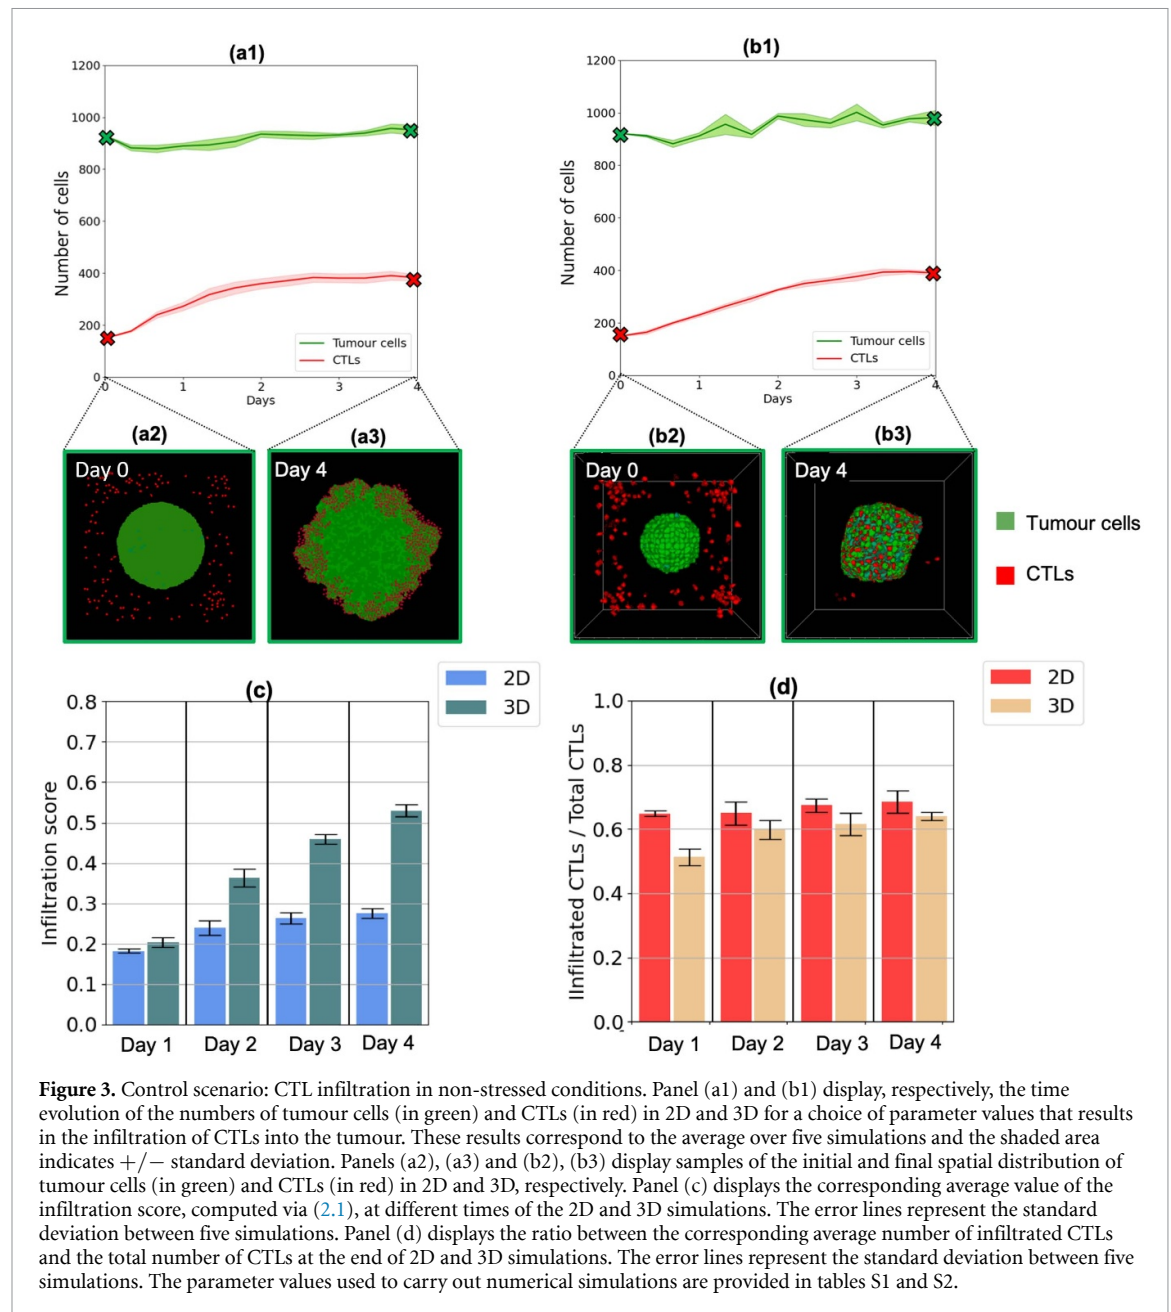 (a1)
1200
1000
800
600
400
200
0
Number of cells
Tumour cells
CTLs
0 1 2 3 4
Days
(b1)
1200
1000
800
600
400
200
0
Number of cells
Tumour cells
CTLs
0 1 2 3 4
Days
(a2)
Day 0
(a3)
Day 4
(b2)
Day 0
(b3)
Day 4
Tumour cells
CTLs
(c)
2D
3D
0.8
0.7
0.6
0.5
0.4
0.3
0.2
0.1
0.0
Infiltration score
Day 1 Day 2 Day 3 Day 4
(d)
2D
3D
1.0
0.8
0.6
0.4
0.2
0.0
IInfiltrated CTLs / Total CTLs
Day 1 Day 2 Day 3 Day 4
Figure 3. Control scenario: CTL infiltration in non-stressed conditions. Panel (a1) and (b1) display, respectively, the time
evolution of the numbers of tumour cells (in green) and CTLs (in red) in 2D and 3D for a choice of parameter values that results
in the infiltration of CTLs into the tumour. These results correspond to the average over five simulations and the shaded area
indicates +/− standard deviation. Panels (a2), (a3) and (b2), (b3) display samples of the initial and final spatial distribution of
tumour cells (in green) and CTLs (in red) in 2D and 3D, respectively. Panel (c) displays the corresponding average value of the
infiltration score, computed via (2.1), at different times of the 2D and 3D simulations. The error lines represent the standard
deviation between five simulations. Panel (d) displays the ratio between the corresponding average number of infiltrated CTLs
and the total number of CTLs at the end of 2D and 3D simulations. The error lines represent the standard deviation between five
simulations. The parameter values used to carry out numerical simulations are provided in tables S1 and S2.